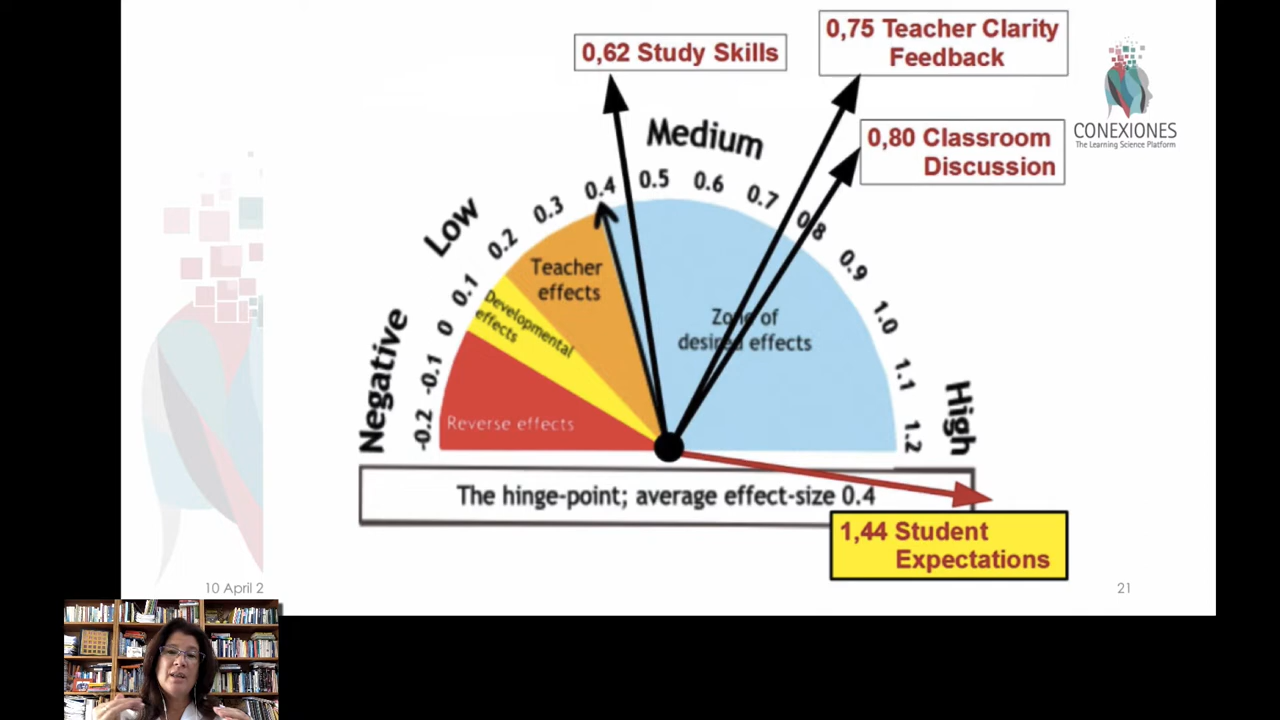 0,62 Study Skills
0,75 Teacher Clarity
Feedback
CONEXIONES
The Learning Science Platform
0,80 Classroom
Discussion
Negative
Low
Medium
High
-0.2
-0.1
0
0.1
0.2
0.3
0.4
0.5
0.6
0.7
0.8
0.9
1.0
1.1
1.2
Reverse effects
Developmental
effects
Teacher
effects
Zone of
desired effects
The hinge-point; average effect-size 0.4
1,44 Student
Expectations
10 April 2
21